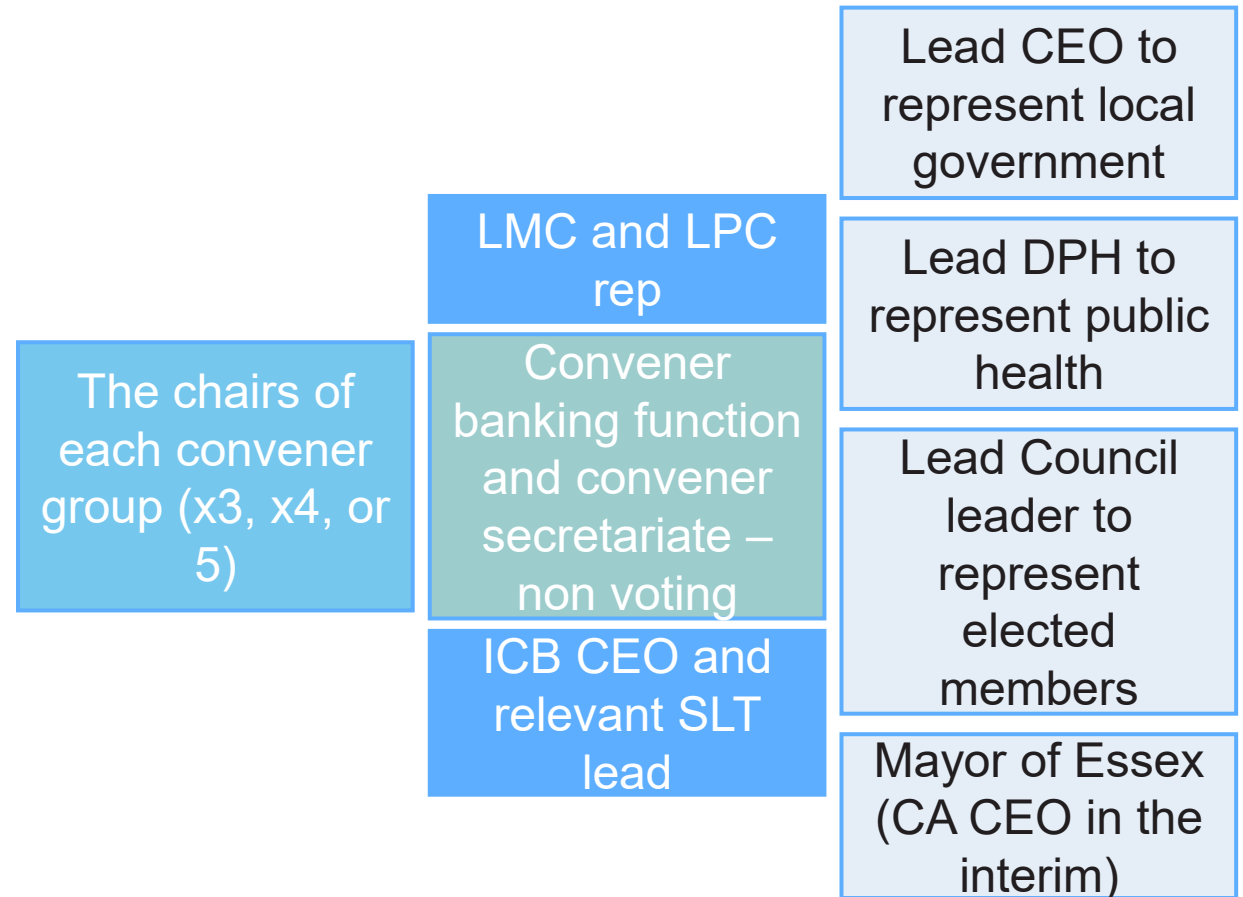 The chairs of
each convener
group (x3, x4, or
5)
LMC and LPC
rep
Convener
banking function
and convener
secretariate –
non voting
ICB CEO and
relevant SLT
lead
Lead CEO to
represent local
government
Lead DPH to
represent public
health
Lead Council
leader to
represent
elected
members
Mayor of Essex
(CA CEO in the
interim)